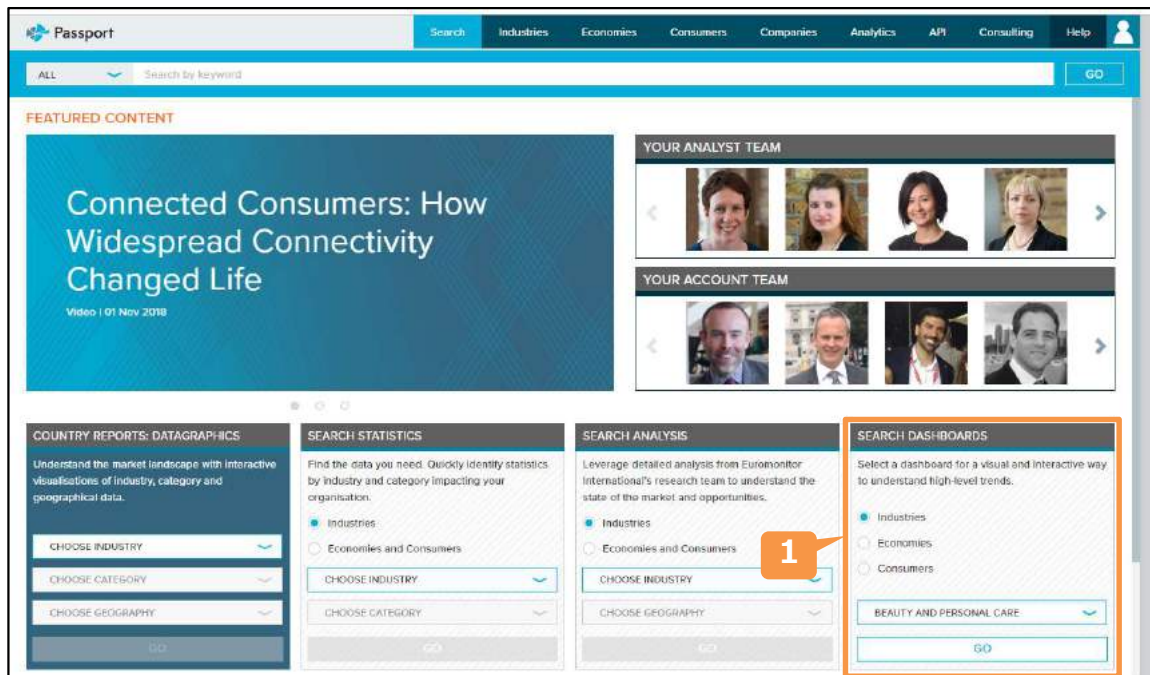 Passport
Search Industries Economies Consumers Companies Analytics API Consulting Help
ALL Search by keyword GO
FEATURED CONTENT
Connected Consumers: How
Widespread Connectivity
Changed Life
Video | 01 Nov 2018
YOUR ANALYST TEAM
YOUR ACCOUNT TEAM
COUNTRY REPORTS: DATAGRAPHICS
Understand the market landscape with interactive
visualisations of industry, category and
geographical data.
CHOOSE INDUSTRY
CHOOSE CATEGORY
CHOOSE GEOGRAPHY
GO
SEARCH STATISTICS
Find the data you need. Quickly identify statistics
by industry and category impacting your
organisation.
Industries
Economies and Consumers
CHOOSE INDUSTRY
CHOOSE CATEGORY
GO
SEARCH ANALYSIS
Leverage detailed analysis from Euromonitor
International's research team to understand the
state of the market and opportunities.
Industries
Economies and Consumers
CHOOSE INDUSTRY
CHOOSE GEOGRAPHY
GO
1
SEARCH DASHBOARDS
Select a dashboard for a visual and interactive way
to understand high-level trends.
Industries
Economies
Consumers
BEAUTY AND PERSONAL CARE
GO